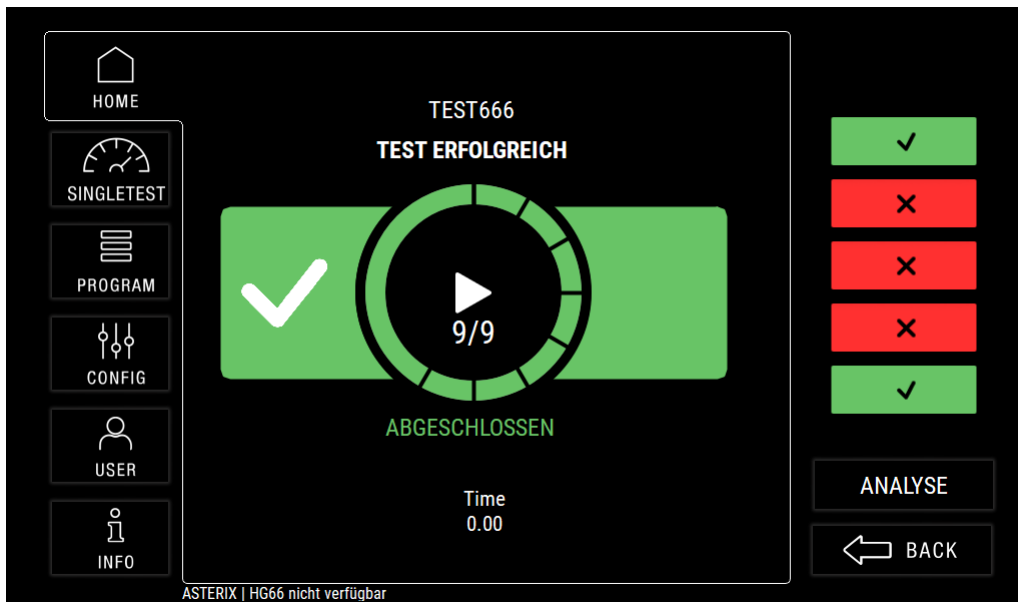 HOME
SINGLETEST
PROGRAM
CONFIG
USER
INFO
TEST666
TEST ERFOLGREICH
9/9
ABGESCHLOSSEN
Time
0.00
ANALYSE
BACK
ASTERIX | HG66 nicht verfügbar